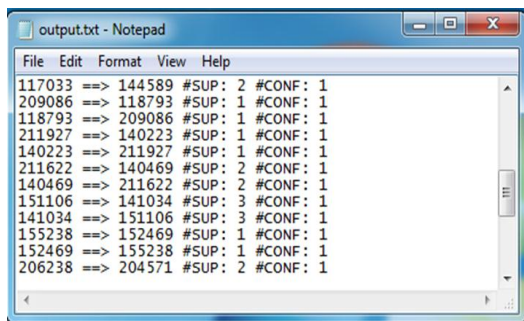 output.txt - Notepad
File Edit Format View Help
117033 ==> 144589 #SUP: 2 #CONF: 1
209086 ==> 118793 #SUP: 1 #CONF: 1
118793 ==> 209086 #SUP: 1 #CONF: 1
211927 ==> 140223 #SUP: 1 #CONF: 1
140223 ==> 211927 #SUP: 1 #CONF: 1
211622 ==> 140469 #SUP: 2 #CONF: 1
140469 ==> 211622 #SUP: 2 #CONF: 1
151106 ==> 141034 #SUP: 3 #CONF: 1
141034 ==> 151106 #SUP: 3 #CONF: 1
155238 ==> 152469 #SUP: 1 #CONF: 1
152469 ==> 155238 #SUP: 1 #CONF: 1
206238 ==> 204571 #SUP: 2 #CONF: 1